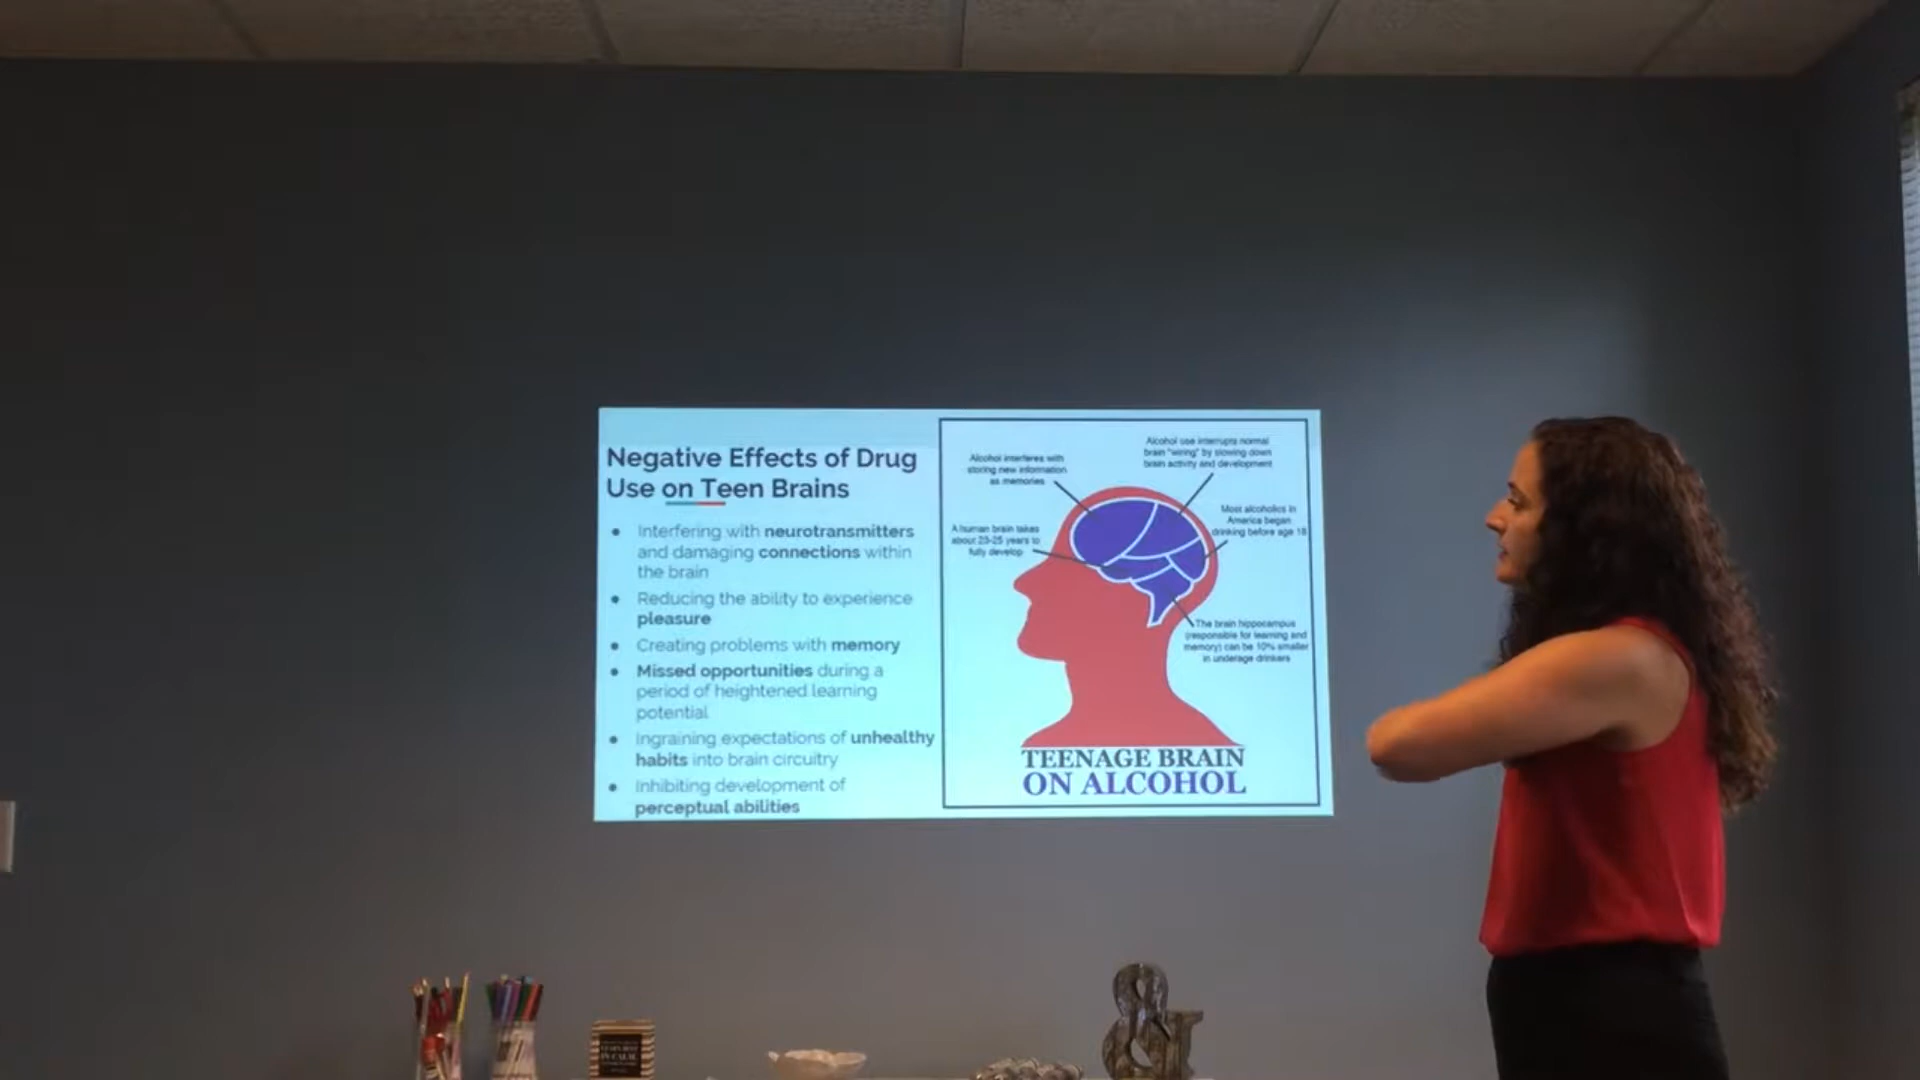 Negative Effects of Drug
Use on Teen Brains
Interfering with neurotransmitters
and damaging connections within
the brain
Reducing the ability to experience
pleasure
Creating problems with memory
Missed opportunities during a
period of heightened learning
potential
Ingraining expectations of unhealthy
habits into brain circuitry
Inhibiting development of
perceptual abilities
Alcohol interferes with
storing new information
as memories
Alcohol use interrupts normal
brain "wiring" by slowing down
brain activity and development
A human brain takes
about 23-25 years to
fully develop
Most alcoholics in
America began
drinking before age 18
The brain hippocampus
(responsible for learning and
memory) can be 10% smaller
in underage drinkers
TEENAGE BRAIN
ON ALCOHOL
&